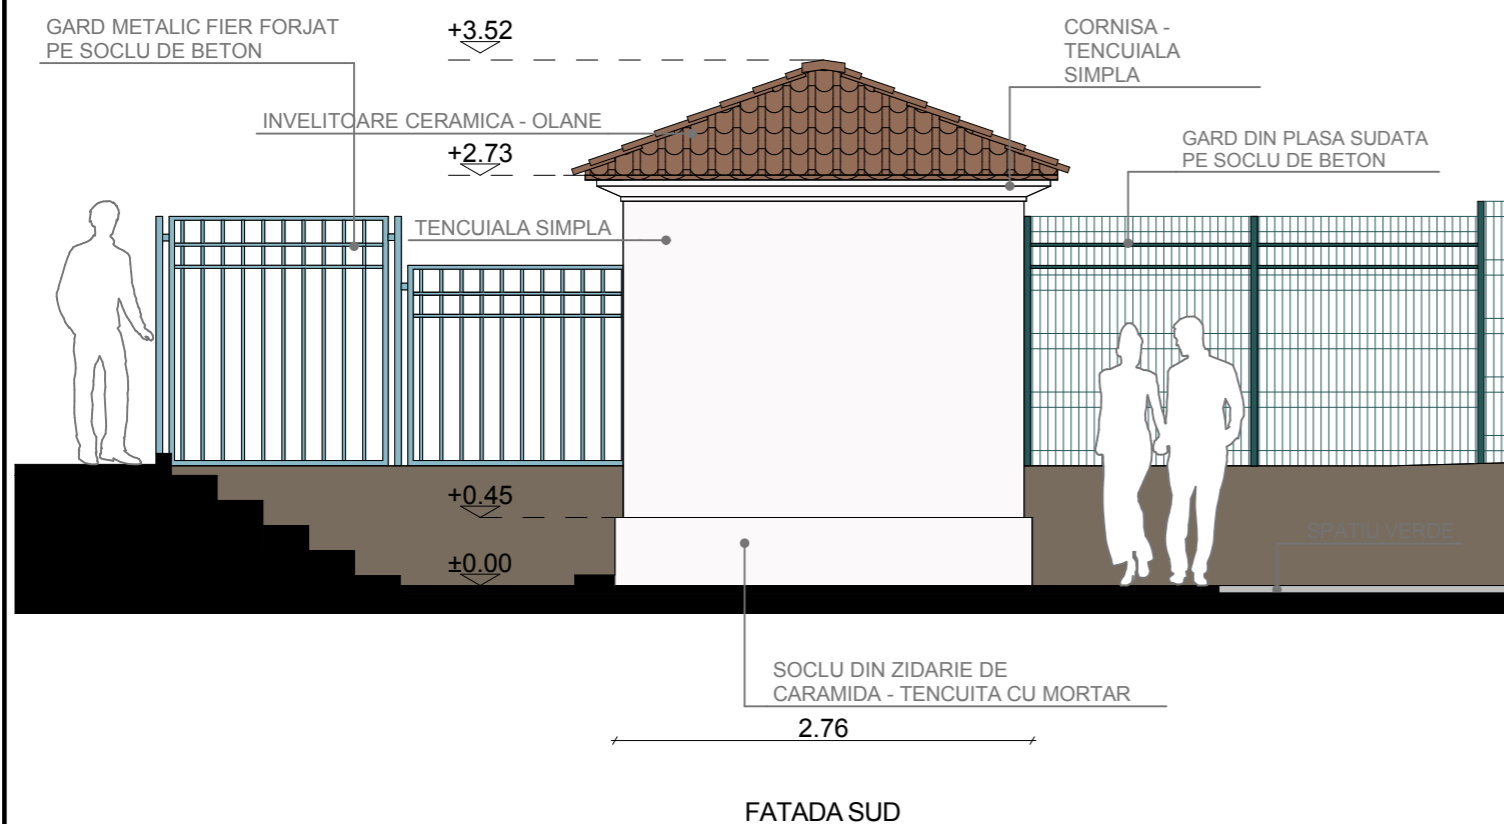 GARD METALIC FIER FORJAT
PE SOCLU DE BETON
+3.52
CORNISA -
TENCUIALA
SIMPLA
INVELITOARE CERAMICA - OLANE
+2.73
GARD DIN PLASA SUDATA
PE SOCLU DE BETON
TENCUIALA SIMPLA
+0.45
SPATIU VERDE
±0.00
SOCLU DIN ZIDARIE DE
CARAMIDA - TENCUITA CU MORTAR
2.76
FATADA SUD